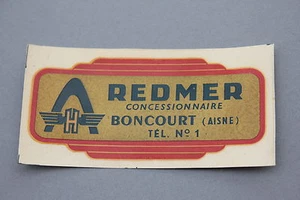 REDMER
CONCESSIONNAIRE
BONCOURT (AISNE)
TÉL. Nº 1
H